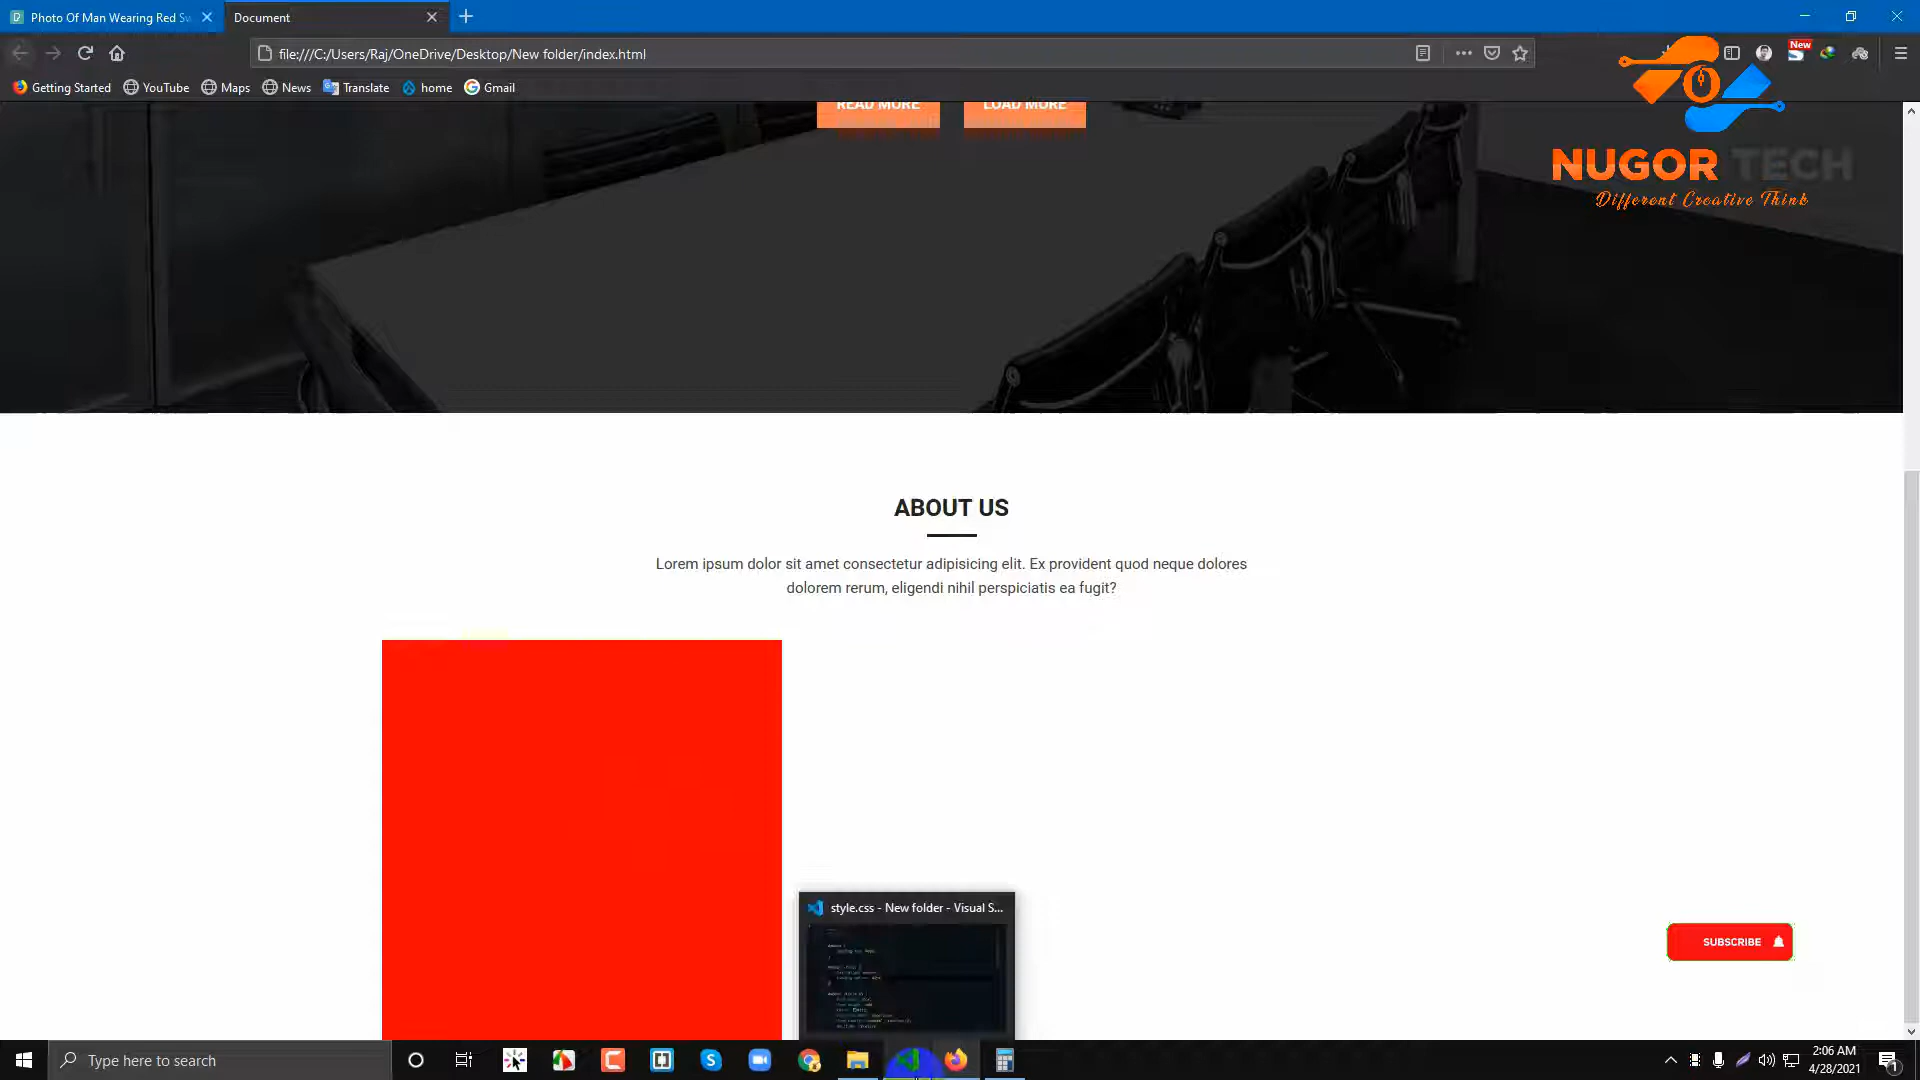 Photo Of Man Wearing Red Sw
Document
file:///C:/Users/Raj/OneDrive/Desktop/New folder/index.html
New
Getting Started
YouTube
Maps
News
Translate
home
Gmail
READ MORE
LOAD MORE
NUGOR TECH
Different Creative Think
ABOUT US
Lorem ipsum dolor sit amet consectetur adipisicing elit. Ex provident quod neque dolores
dolorem rerum, eligendi nihil perspiciatis ea fugit?
style.css - New folder - Visual S...
SUBSCRIBE
Type here to search
2:06 AM
4/28/2021
1